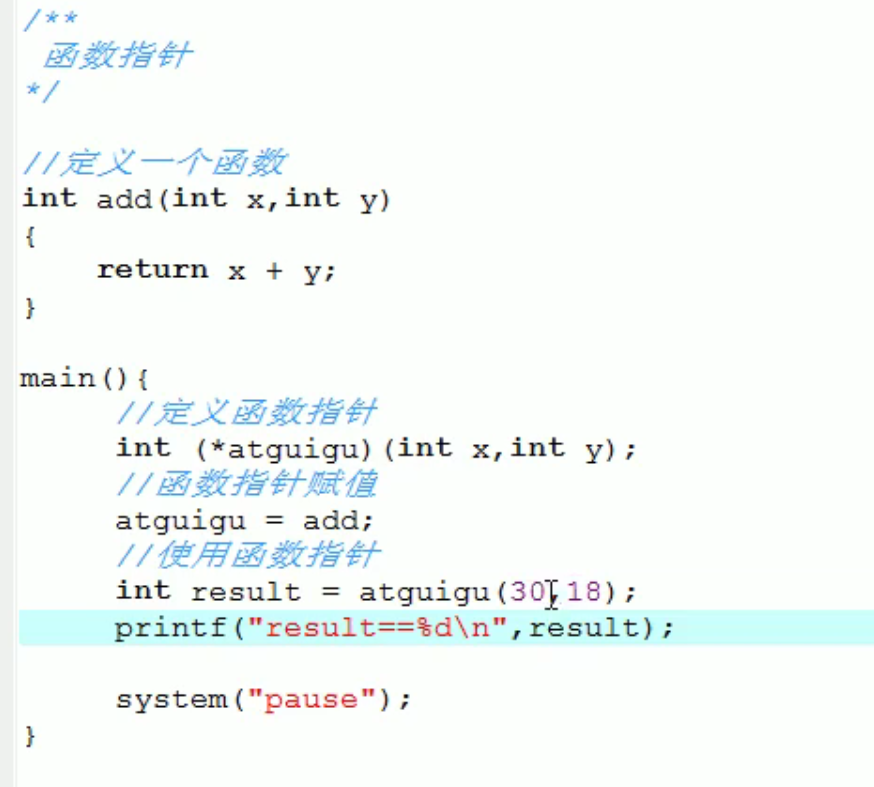 /**
函数指针
*/
//定义一个函数
int add(int x,int y)
{
return x + y;
}
main(){
//定义函数指针
int (*atguigu)(int x,int y);
//函数指针赋值
atguigu = add;
//使用函数指针
int result = atguigu(30,18);
printf("result==%d\n",result);
system("pause");
}